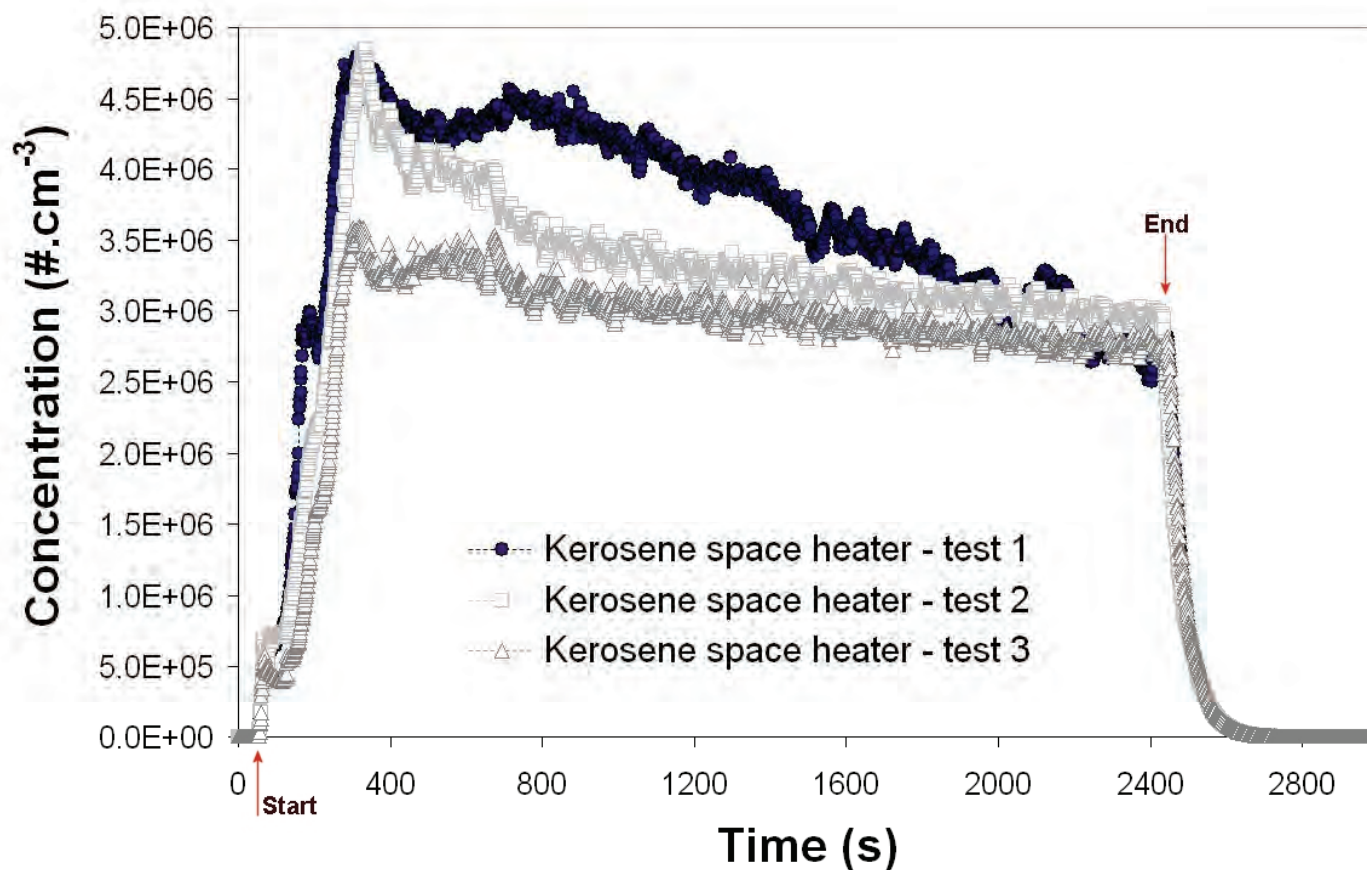 Concentration (#.cm⁻³)
5.0E+06
4.5E+06
4.0E+06
3.5E+06
3.0E+06
2.5E+06
2.0E+06
1.5E+06
1.0E+06
5.0E+05
0.0E+00
End
Kerosene space heater - test 1
Kerosene space heater - test 2
Kerosene space heater - test 3
0 400 800 1200 1600 2000 2400 2800
Start
Time (s)